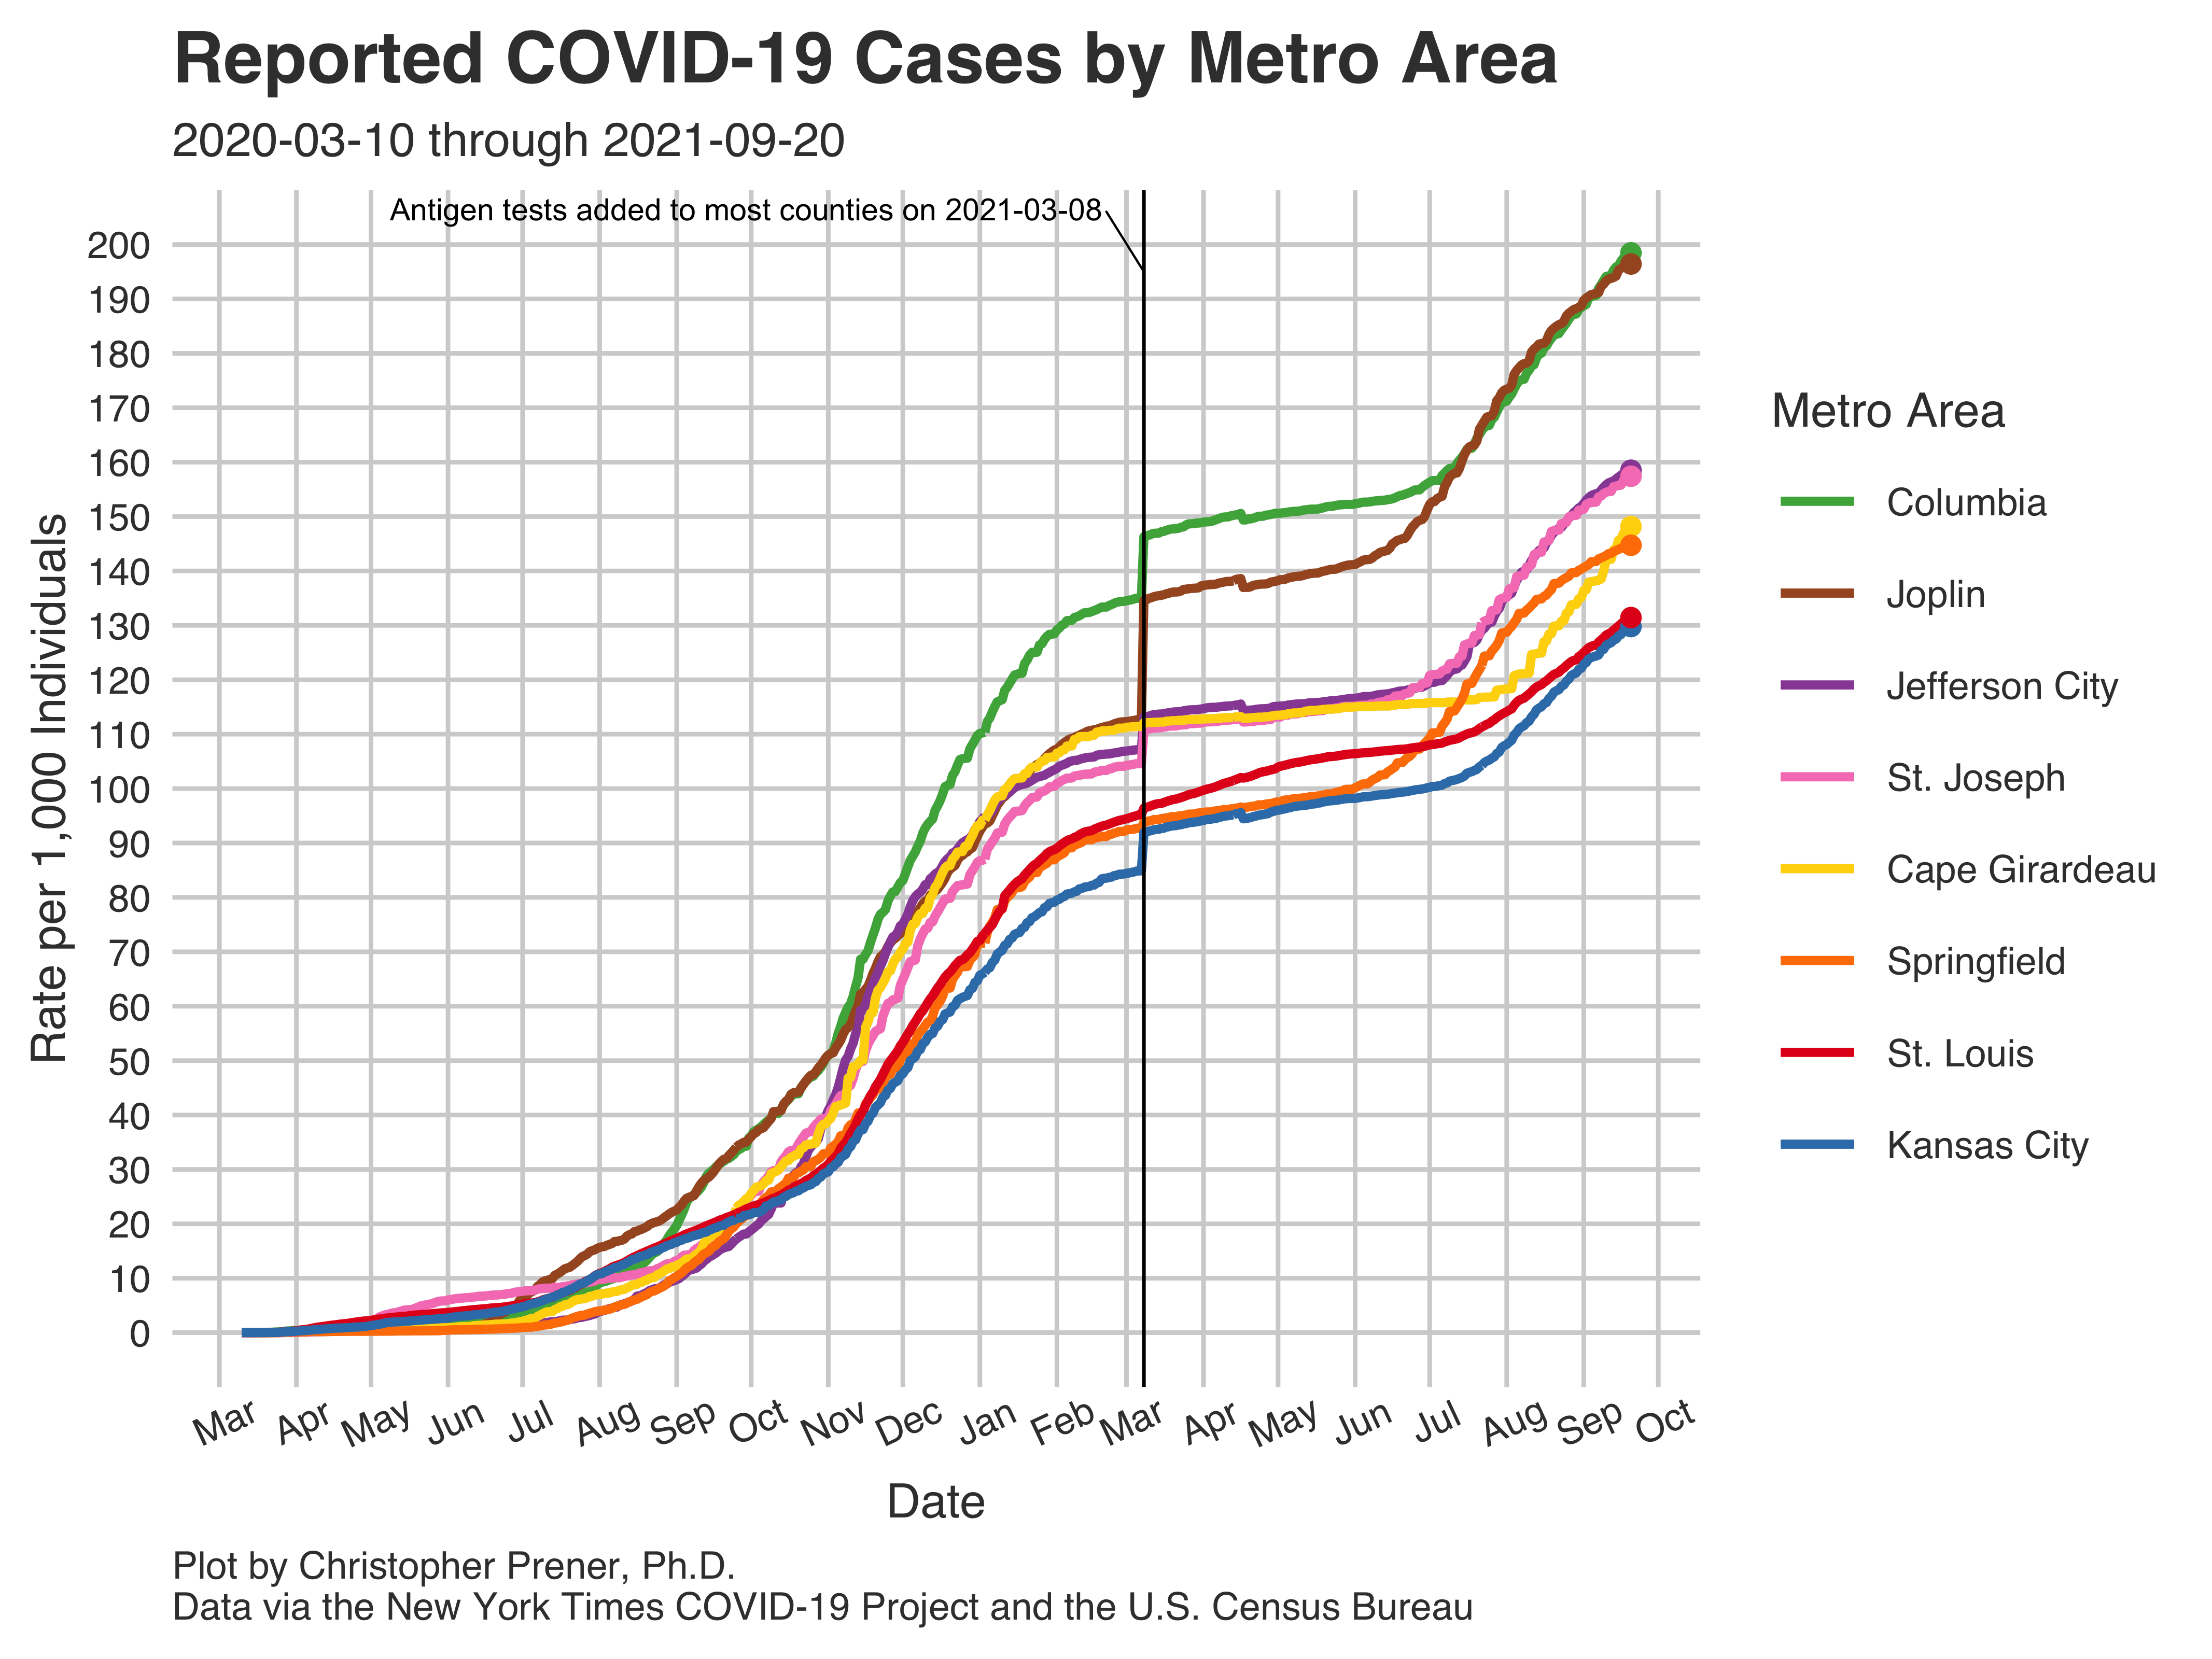 Reported COVID-19 Cases by Metro Area
2020-03-10 through 2021-09-20
Antigen tests added to most counties on 2021-03-08
200
190
180
170
160
150
140
130
120
110
100
90
80
70
60
50
40
30
20
10
0
Rate per 1,000 Individuals
Mar Apr May Jun Jul Aug Sep Oct Nov Dec Jan Feb Mar Apr May Jun Jul Aug Sep Oct
Date
Metro Area
Columbia
Joplin
Jefferson City
St. Joseph
Cape Girardeau
Springfield
St. Louis
Kansas City
Plot by Christopher Prener, Ph.D.
Data via the New York Times COVID-19 Project and the U.S. Census Bureau